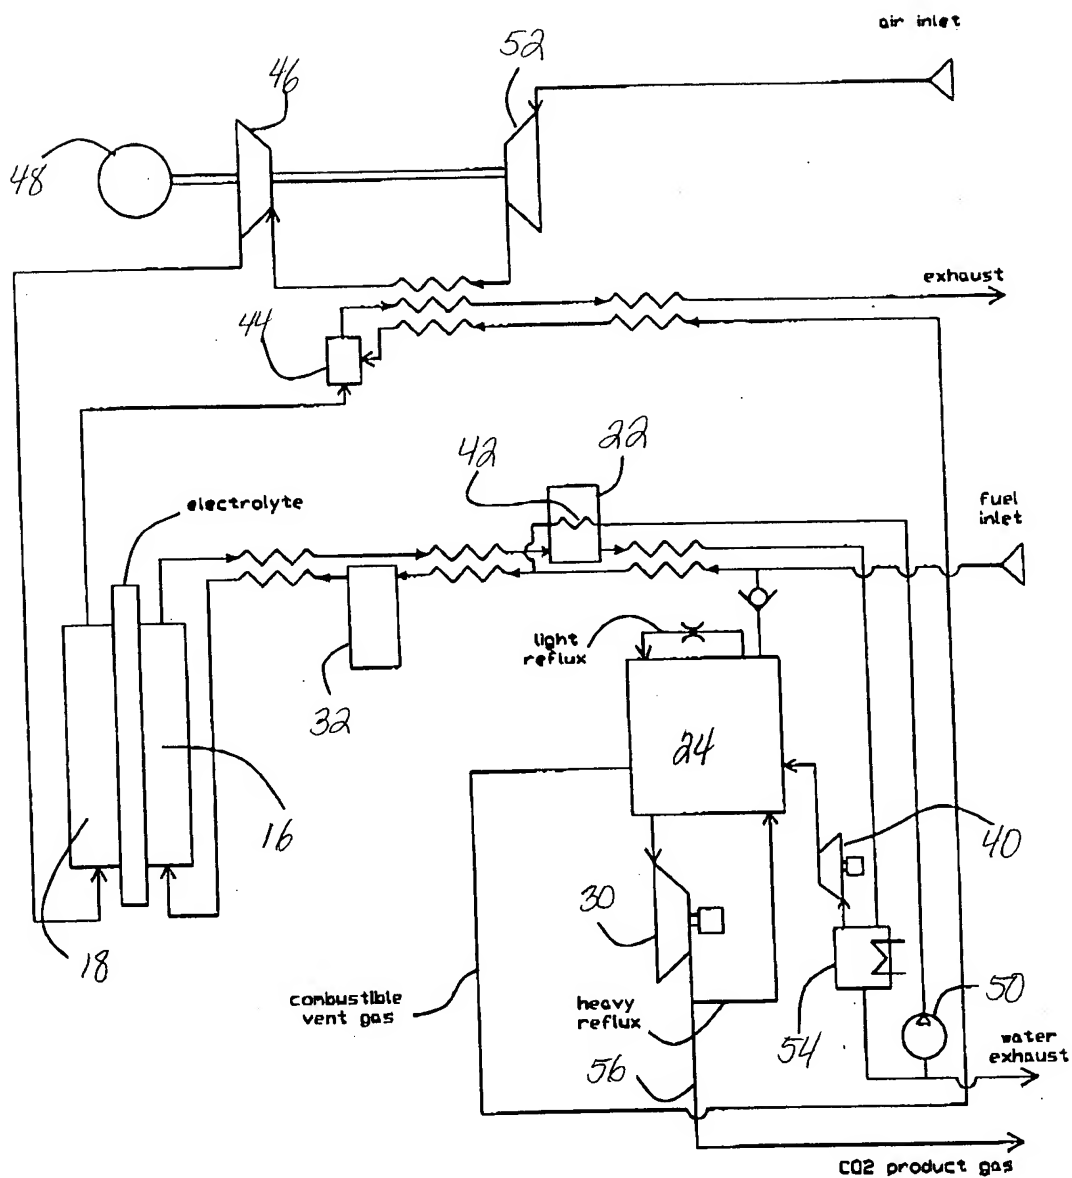 air inlet
52
46
48
exhaust
44
42
22
electrolyte
fuel
inlet
light
reflux
32
24
16
40
30
18
combustible
vent gas
heavy
reflux
54
50
56
water
exhaust
CO2 product gas